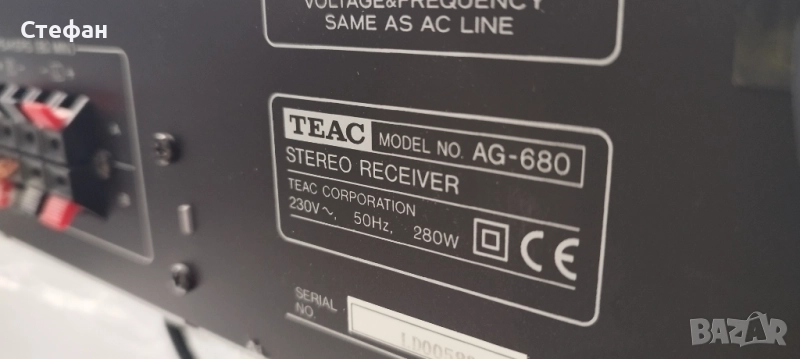 Стефан
VOLTAGE&FREQUENCY
SAME AS AC LINE
TEAC MODEL NO. AG-680
STEREO RECEIVER
TEAC CORPORATION
230V~, 50Hz, 280W
CE
SERIAL
NO.
BAZAR